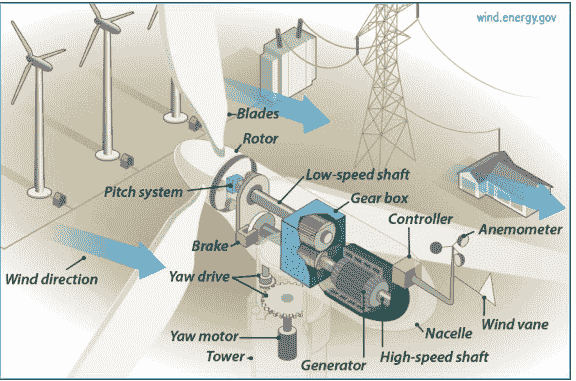 wind.energy.gov
Blades
Rotor
Low-speed shaft
Pitch system
Gear box
Controller
Anemometer
Brake
Wind direction
Yaw drive
Wind vane
Nacelle
Yaw motor
High-speed shaft
Tower
Generator